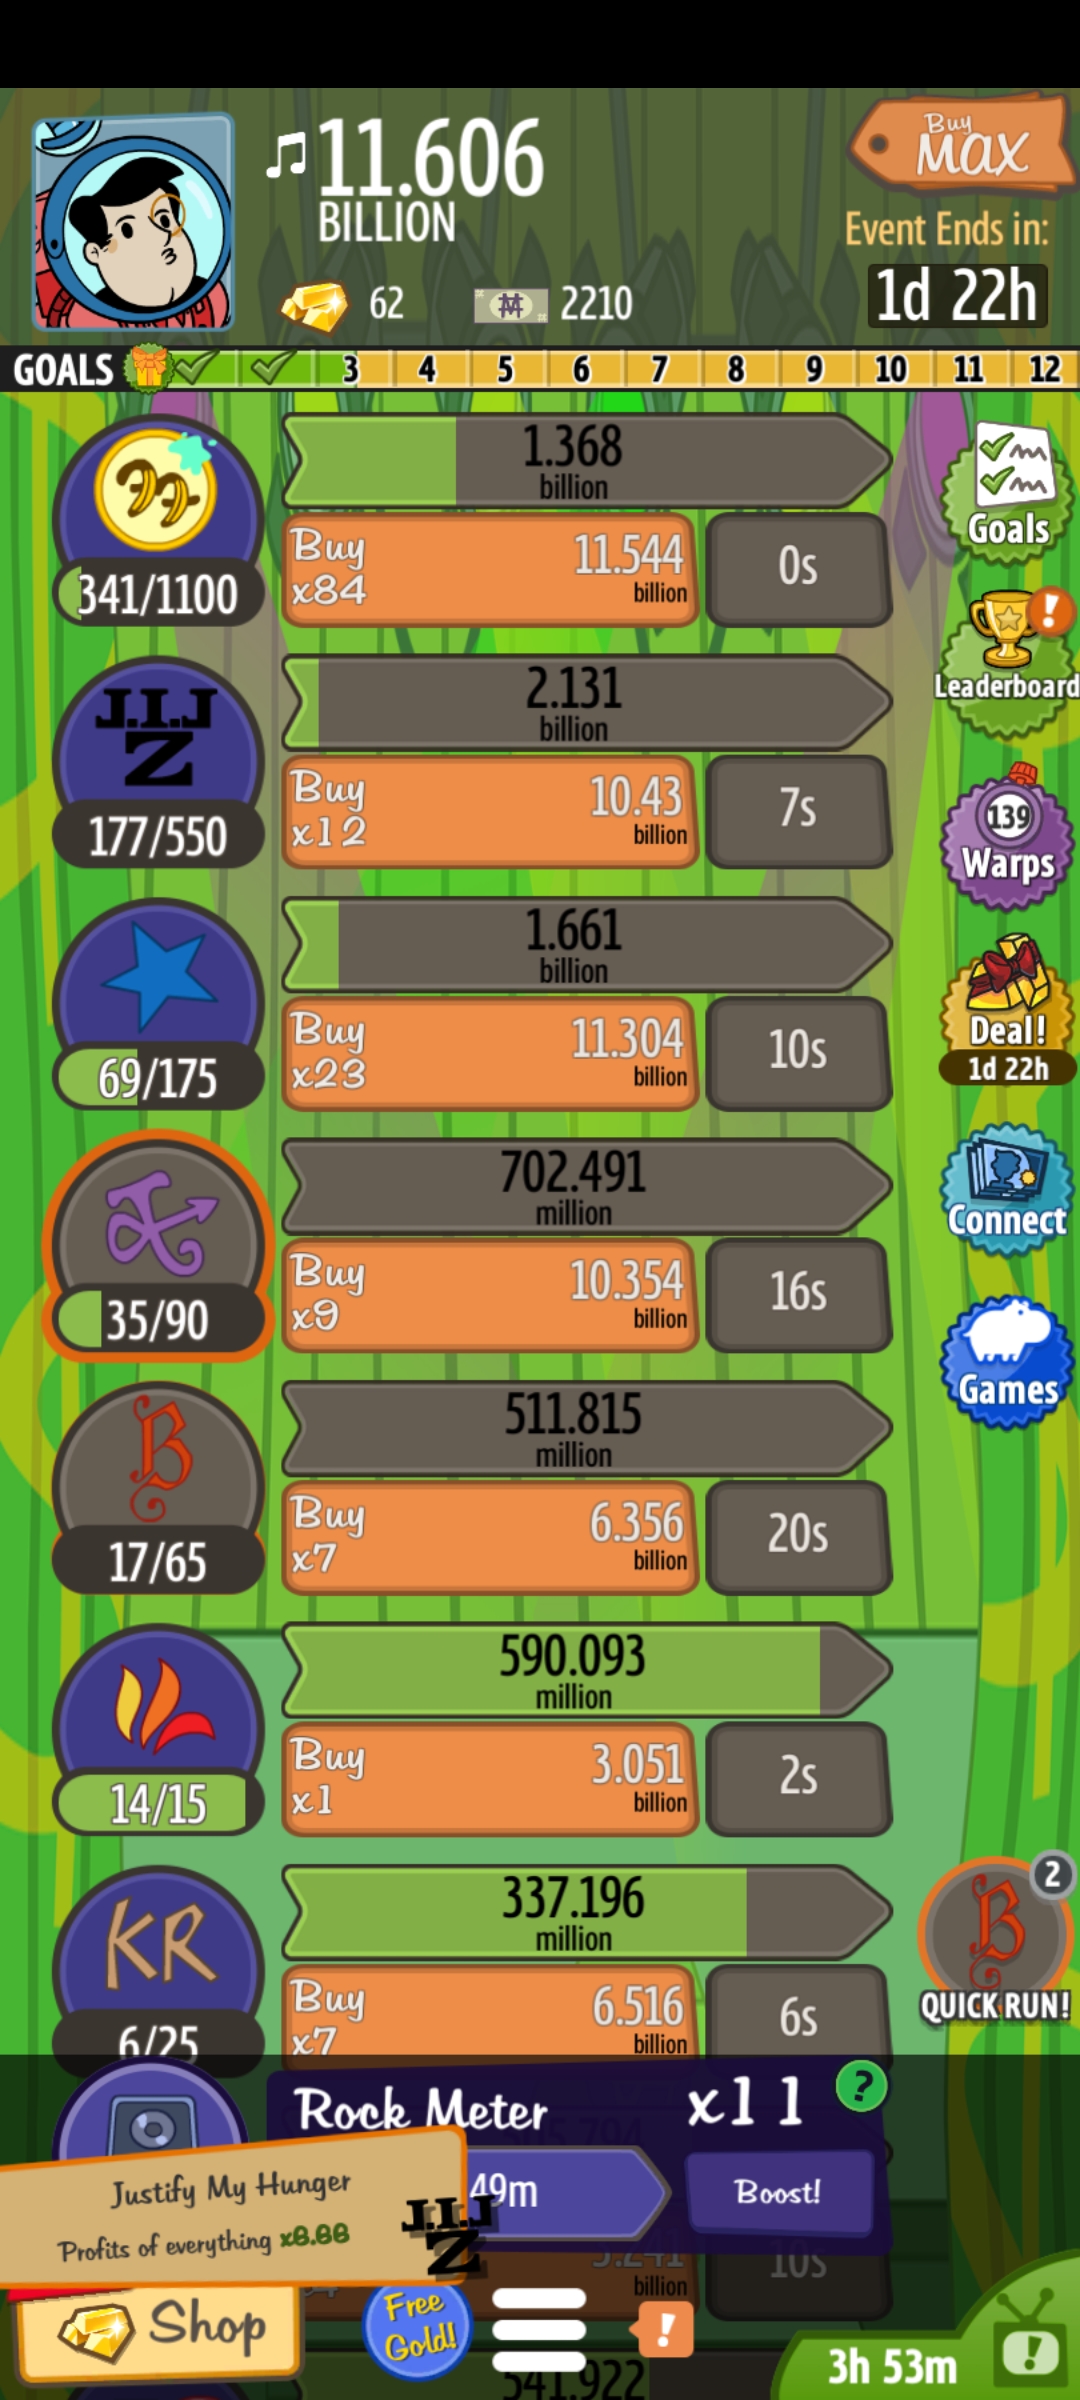 11.606
BILLION
62
2210
Buy
Max
Event Ends in:
1d 22h
GOALS 3 4 5 6 7 8 9 10 11 12
1.368
billion
341/1100
Buy
x84
11.544
billion
0s
Goals
J.I.J
Z
177/550
2.131
billion
Buy
x12
10.43
billion
7s
Leaderboard
139
Warps
69/175
1.661
billion
Buy
x23
11.304
billion
10s
Deal!
1d 22h
35/90
702.491
million
Buy
x9
10.354
billion
16s
Connect
Games
B
17/65
511.815
million
Buy
x7
6.356
billion
20s
14/15
590.093
million
Buy
x1
3.051
billion
2s
KR
6/25
337.196
million
Buy
x7
6.516
billion
6s
2
B
QUICK RUN!
Rock Meter
x11
?
49m
Boost!
Justify My Hunger
Profits of everything x8.88
J.I.J
Z
3.241
billion
10s
Shop
Free
Gold!
!
541.922
3h 53m
!